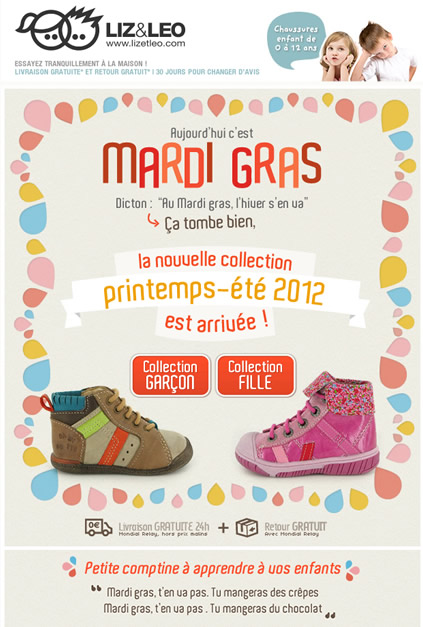 LIZ&LEO
www.lizetleo.com
Chaussures
enfant de
0 à 12 ans
ESSAYEZ TRANQUILLEMENT À LA MAISON !
LIVRAISON GRATUITE* ET RETOUR GRATUIT* | 30 JOURS POUR CHANGER D'AVIS
Aujourd'hui c'est
MARDI GRAS
Dicton : "Au Mardi gras, l'hiver s'en va"
Ça tombe bien,
la nouvelle collection
printemps-été 2012
est arrivée !
Collection
GARÇON
Collection
FILLE
0€
Livraison GRATUITE 24h
Mondial Relay, hors prix malins
+
Retour GRATUIT
Avec Mondial Relay
Petite comptine à apprendre à vos enfants
"Mardi gras, t'en va pas. Tu mangeras des crêpes
Mardi gras, t'en va pas . Tu mangeras du chocolat"